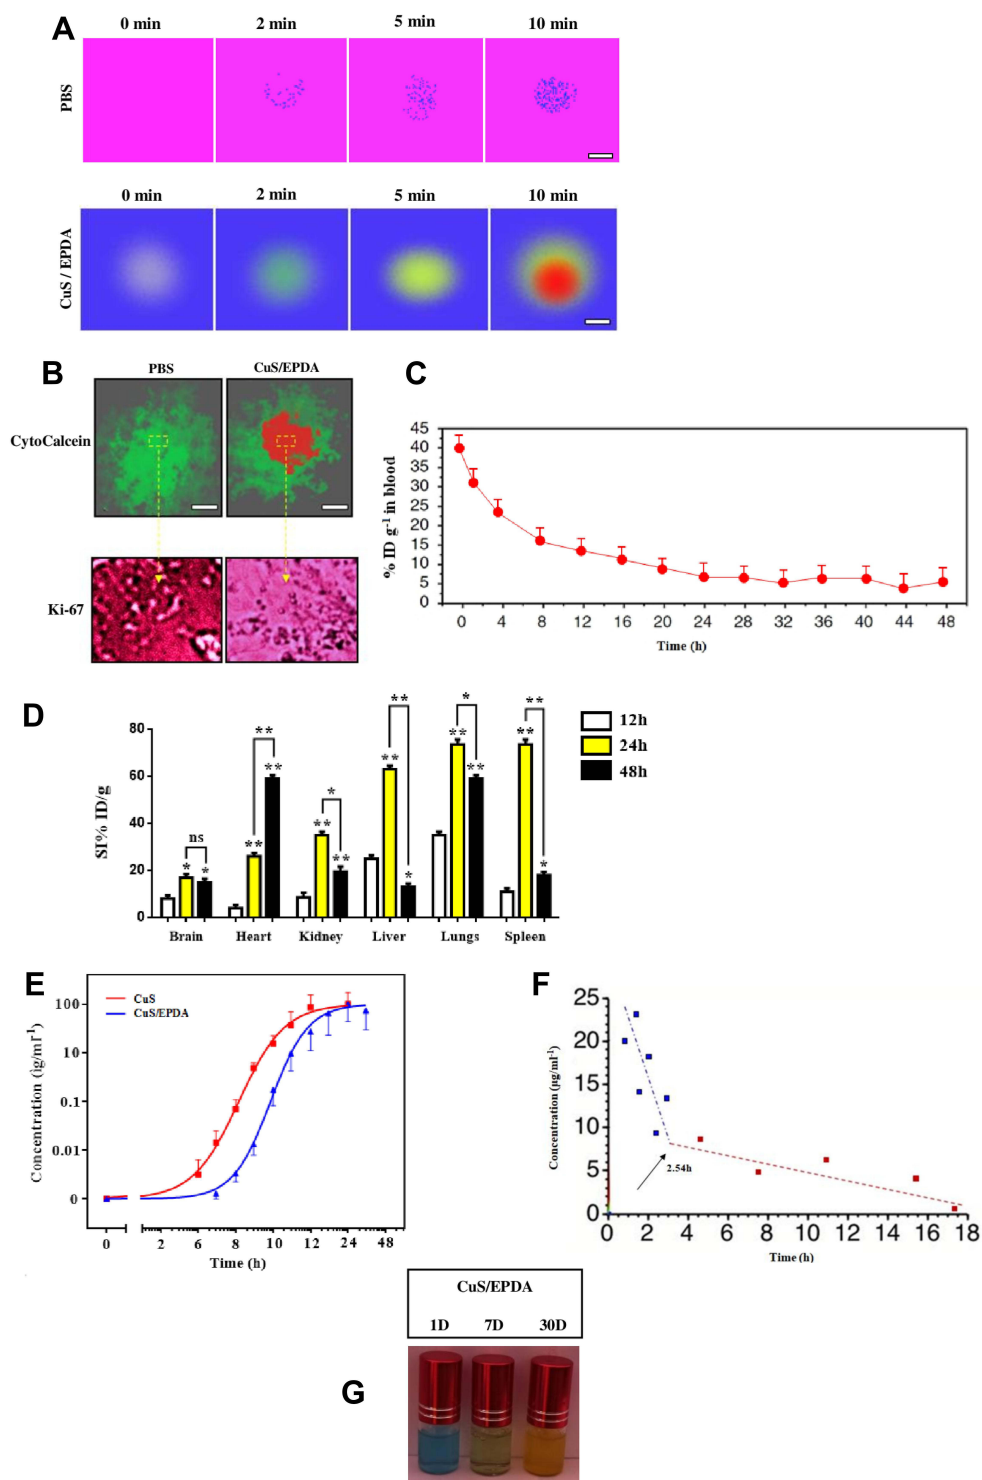 A
0 min 2 min 5 min 10 min
PBS
0 min 2 min 5 min 10 min
CuS / EPDA
B
PBS CuS/EPDA
CytoCalcein
Ki-67
C
% ID g-1 in blood
45
40
35
30
25
20
15
10
5
0
0 4 8 12 16 20 24 28 32 36 40 44 48
Time (h)
D
SI% ID/g
80
60
40
20
0
ns
* * ** ** ** ** ** * ** ** * ** ** ** * ** * **
Brain Heart Kidney Liver Lungs Spleen
12h
24h
48h
E
CuS
CuS/EPDA
Concentration (ig/mr1)
100
10
0.1
0.01
0
0 2 6 8 10 12 24 48
Time (h)
F
Concentration (µg/ml-1)
25
20
15
10
5
0
2.54h
0 2 4 6 8 10 12 14 16 18
Time (h)
CuS/EPDA
1D 7D 30D
G